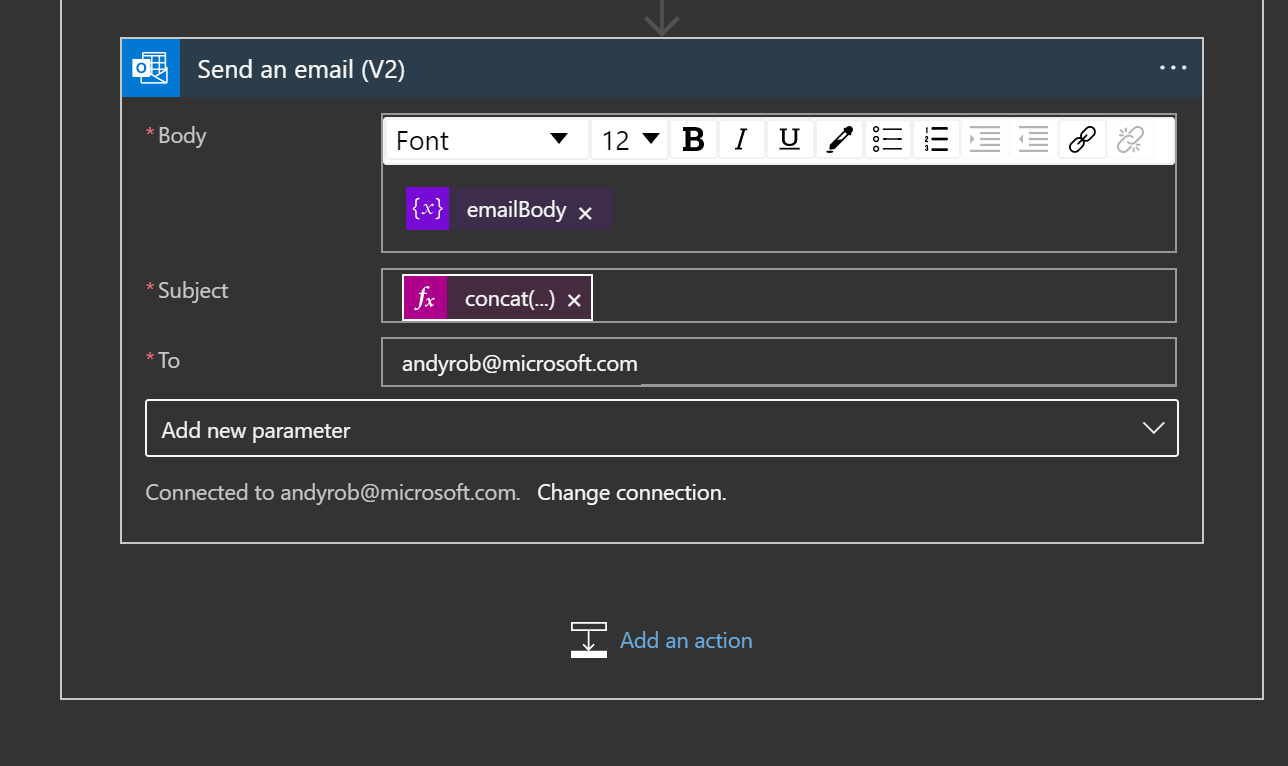 Send an email (V2)
* Body
Font 12 B I U
{x} emailBody ×
* Subject
fx concat(...) ×
* To
andyrob@microsoft.com
Add new parameter
Connected to andyrob@microsoft.com. Change connection.
Add an action